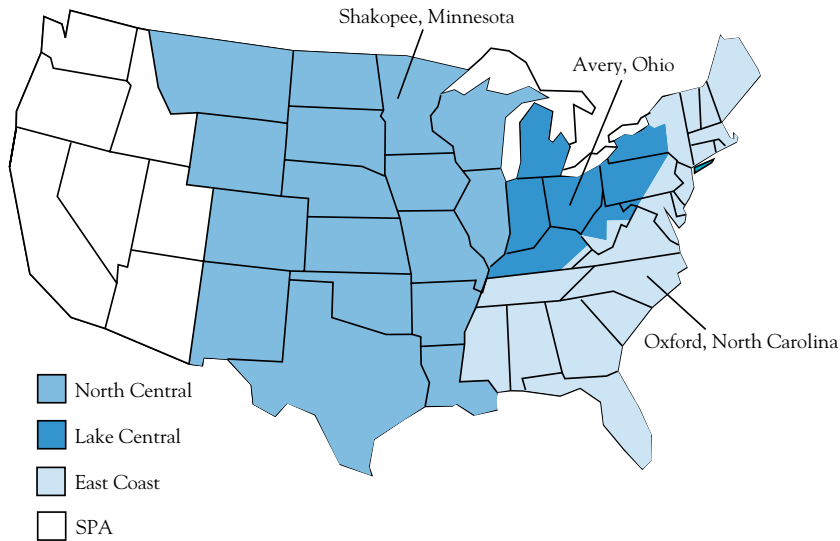 Shakopee, Minnesota
Avery, Ohio
Oxford, North Carolina
North Central
Lake Central
East Coast
SPA